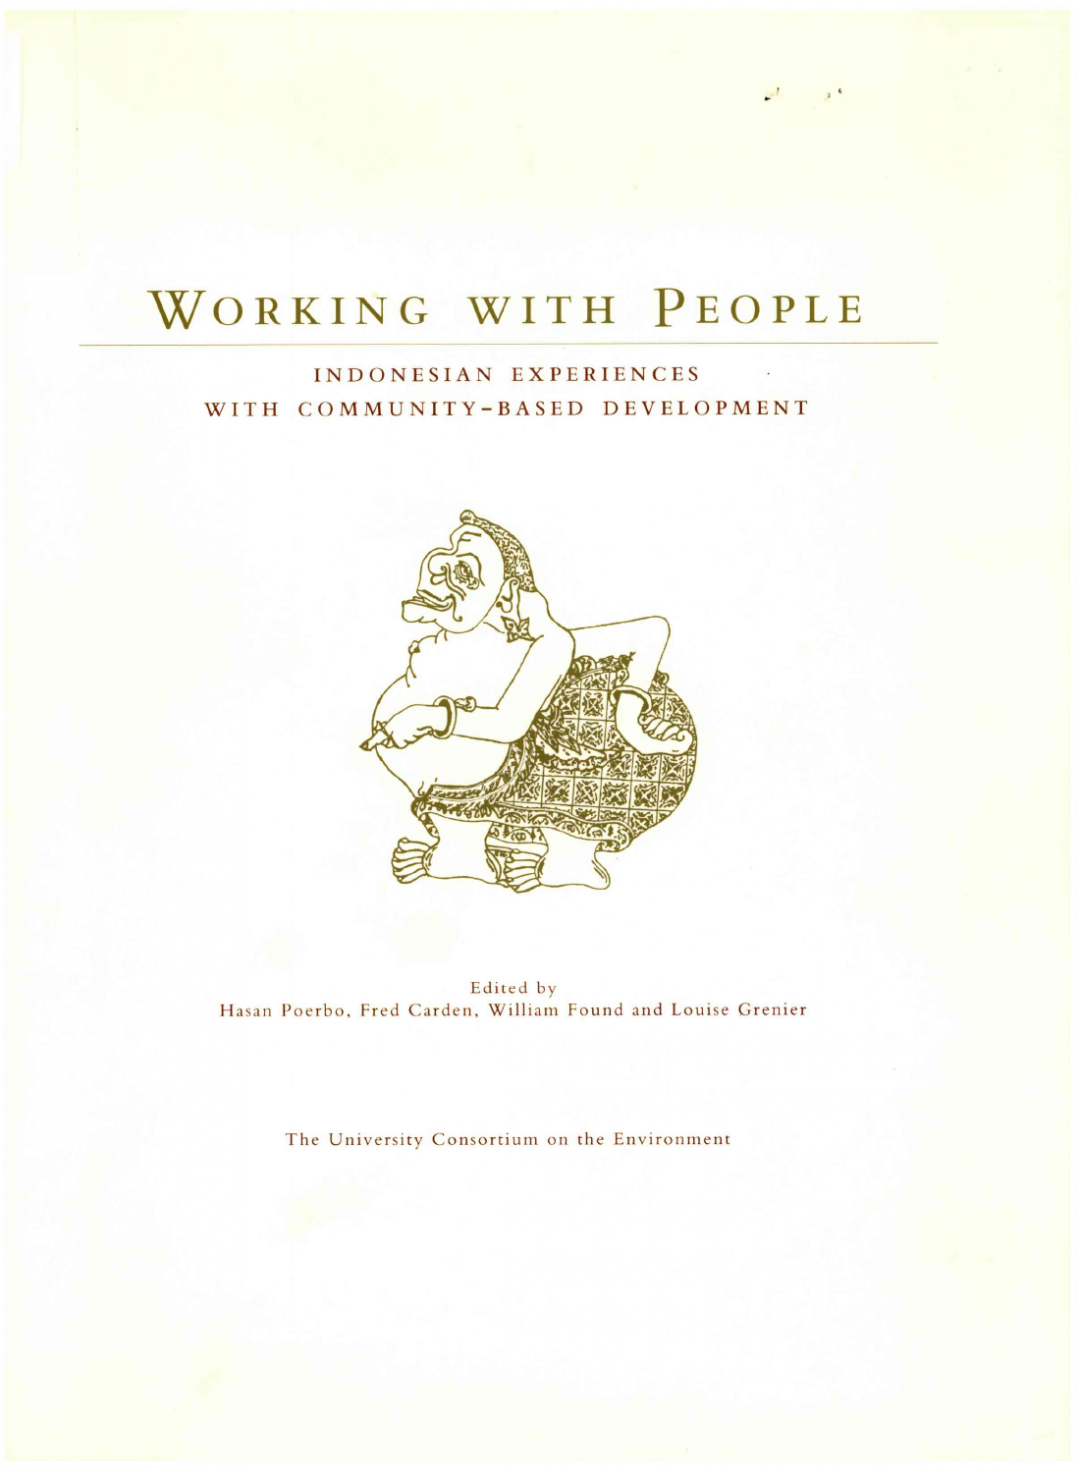 WORKING WITH PEOPLE
INDONESIAN EXPERIENCES
WITH COMMUNITY-BASED DEVELOPMENT
Edited by
Hasan Poerbo, Fred Carden, William Found and Louise Grenier
The University Consortium on the Environment